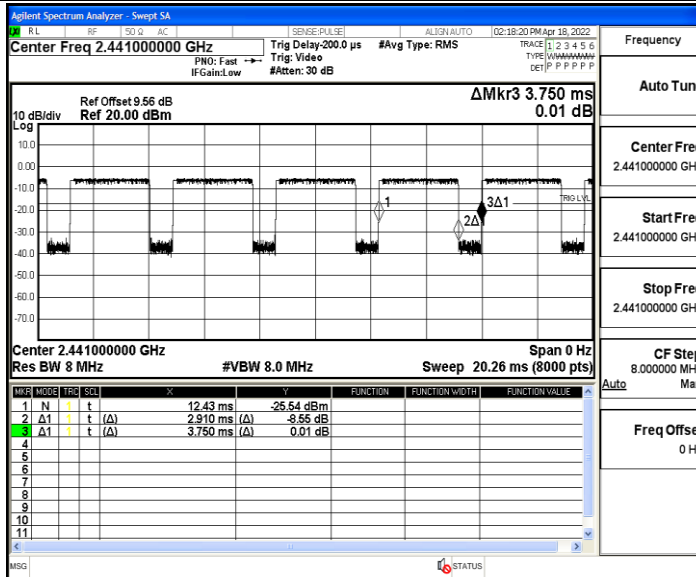 Agilent Spectrum Analyzer - Swept SA
RL RF 50 Ω AC SENSE:PULSE ALIGN AUTO 02:18:20 PM Apr 18, 2022
Center Freq 2.441000000 GHz
Trig Delay-200.0 µs #Avg Type: RMS
TRACE 1 2 3 4 5 6
PNO: Fast Trig: Video
TYPE
IFGain:Low #Atten: 30 dB
DET P P P P P P
ΔMkr3 3.750 ms
0.01 dB
Ref Offset 9.56 dB
10 dB/div Ref 20.00 dBm
Log
10.0
0.00
-10.0
-20.0
-30.0
-40.0
-50.0
-60.0
-70.0
1
2Δ
3Δ1
TRIG LVL
Center 2.441000000 GHz Span 0 Hz
Res BW 8 MHz #VBW 8.0 MHz Sweep 20.26 ms (8000 pts)
MKR MODE TRC SCL X Y FUNCTION FUNCTION WIDTH FUNCTION VALUE
1 N 1 t 12.43 ms -25.54 dBm
2 Δ1 1 t (Δ) 2.910 ms (Δ) -8.55 dB
3 Δ1 1 t (Δ) 3.750 ms (Δ) 0.01 dB
4
5
6
7
8
9
10
11
MSG STATUS
Frequency
Auto Tun
Center Fre
2.441000000 GH
Start Fre
2.441000000 GH
Stop Fre
2.441000000 GH
CF Step
8.000000 MH
Auto Ma
Freq Offse
0 H